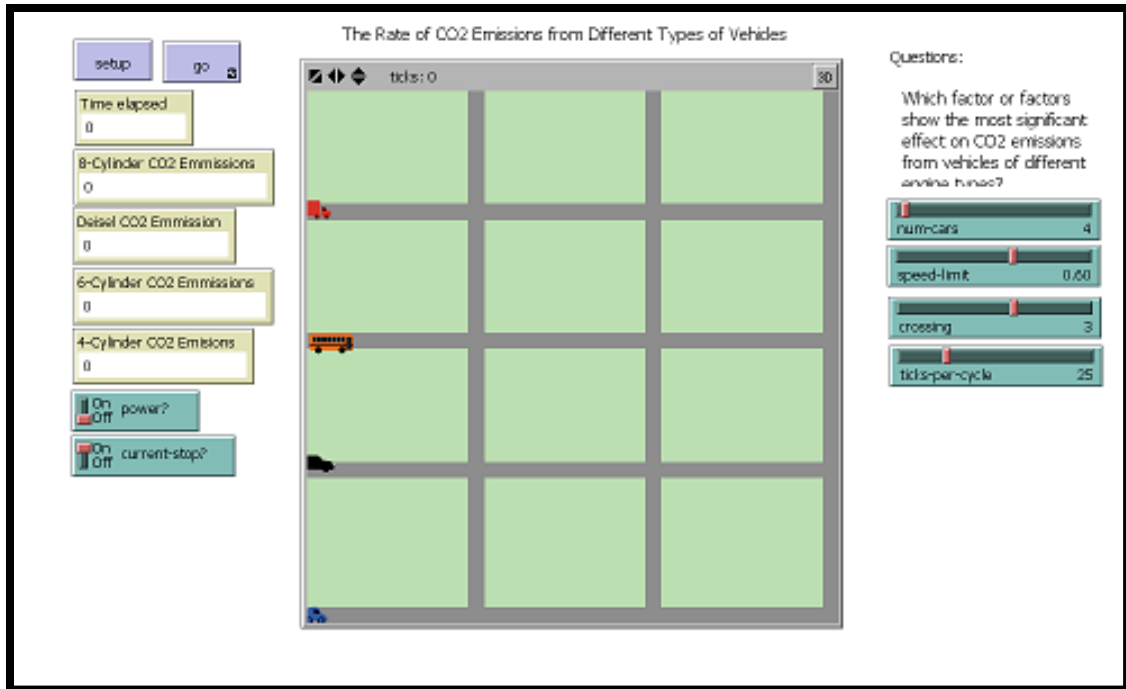 The Rate of CO2 Emissions from Different Types of Vehicles
setup
go
Time elapsed
0
8-Cylinder CO2 Emmissions
0
Deisel CO2 Emmission
0
6-Cylinder CO2 Emmissions
0
4-Cylinder CO2 Emisions
0
On
Off
power?
On
Off
current-stop?
ticks: 0
3D
Questions:
Which factor or factors
show the most significant
effect on CO2 emissions
from vehicles of different
engine types?
num-cars 4
speed-limit 0.60
crossing 3
ticks-per-cycle 25